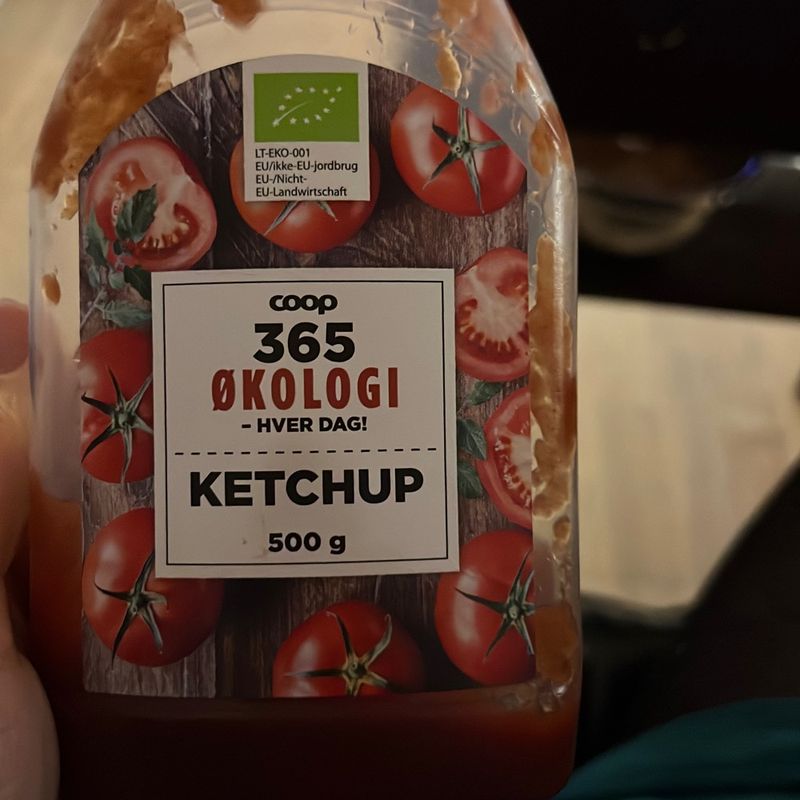 LT-EKO-001
EU/ikke-EU-jordbrug
EU-/Nicht-
EU-Landwirtschaft
coop
365
ØKOLOGI
– HVER DAG!
KETCHUP
500 g